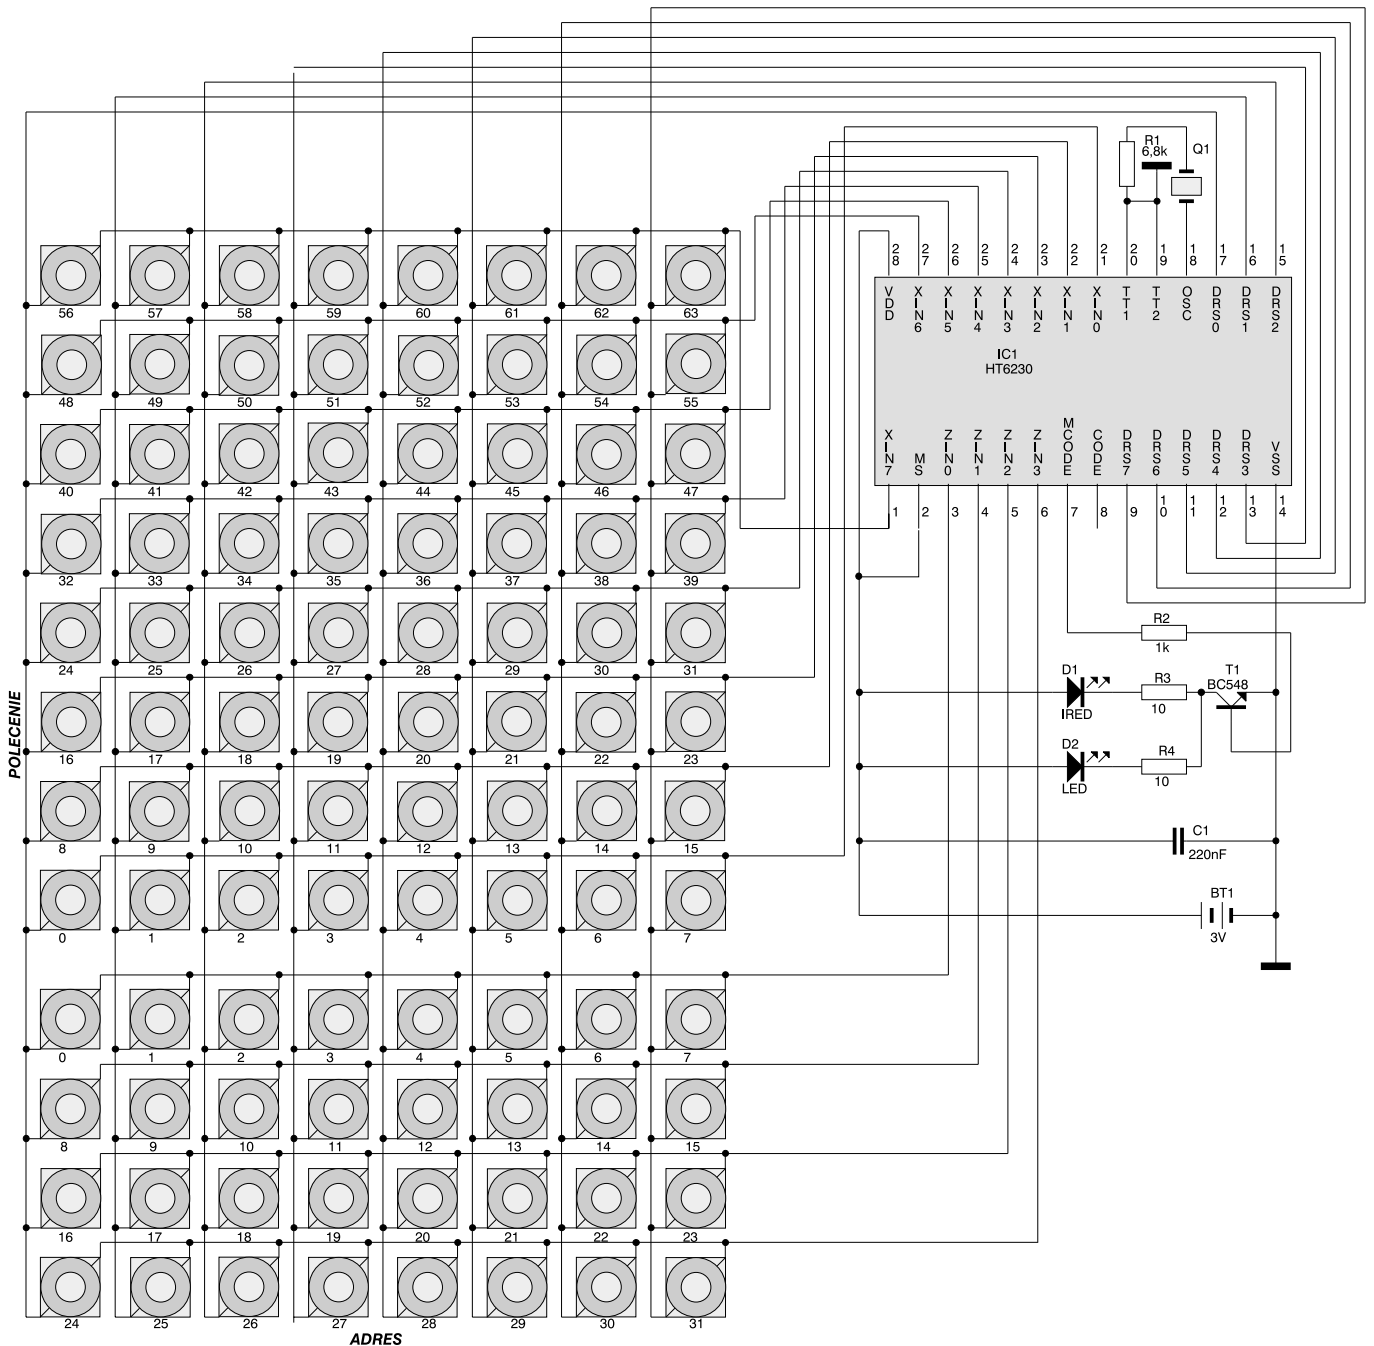 R1
6,8k
Q1
28 27 26 25 24 23 22 21 20 19 18 17 16 15
VDD XIN6 XIN5 XIN4 XIN3 XIN2 XIN1 XIN0 TT1 TT2 OSC DRS0 DRS1 DRS2
IC1
HT6230
XIN7 MS ZIN0 ZIN1 ZIN2 ZIN3 MCODE CODE DRS7 DRS6 DRS5 DRS4 DRS3 VSS
1 2 3 4 5 6 7 8 9 10 11 12 13 14
56 57 58 59 60 61 62 63
48 49 50 51 52 53 54 55
40 41 42 43 44 45 46 47
32 33 34 35 36 37 38 39
24 25 26 27 28 29 30 31
16 17 18 19 20 21 22 23
8 9 10 11 12 13 14 15
0 1 2 3 4 5 6 7
POLECENIE
R2
1k
D1
IRED
R3
10
T1
BC548
D2
LED
R4
10
C1
220nF
BT1
3V
0 1 2 3 4 5 6 7
8 9 10 11 12 13 14 15
16 17 18 19 20 21 22 23
24 25 26 27 28 29 30 31
ADRES